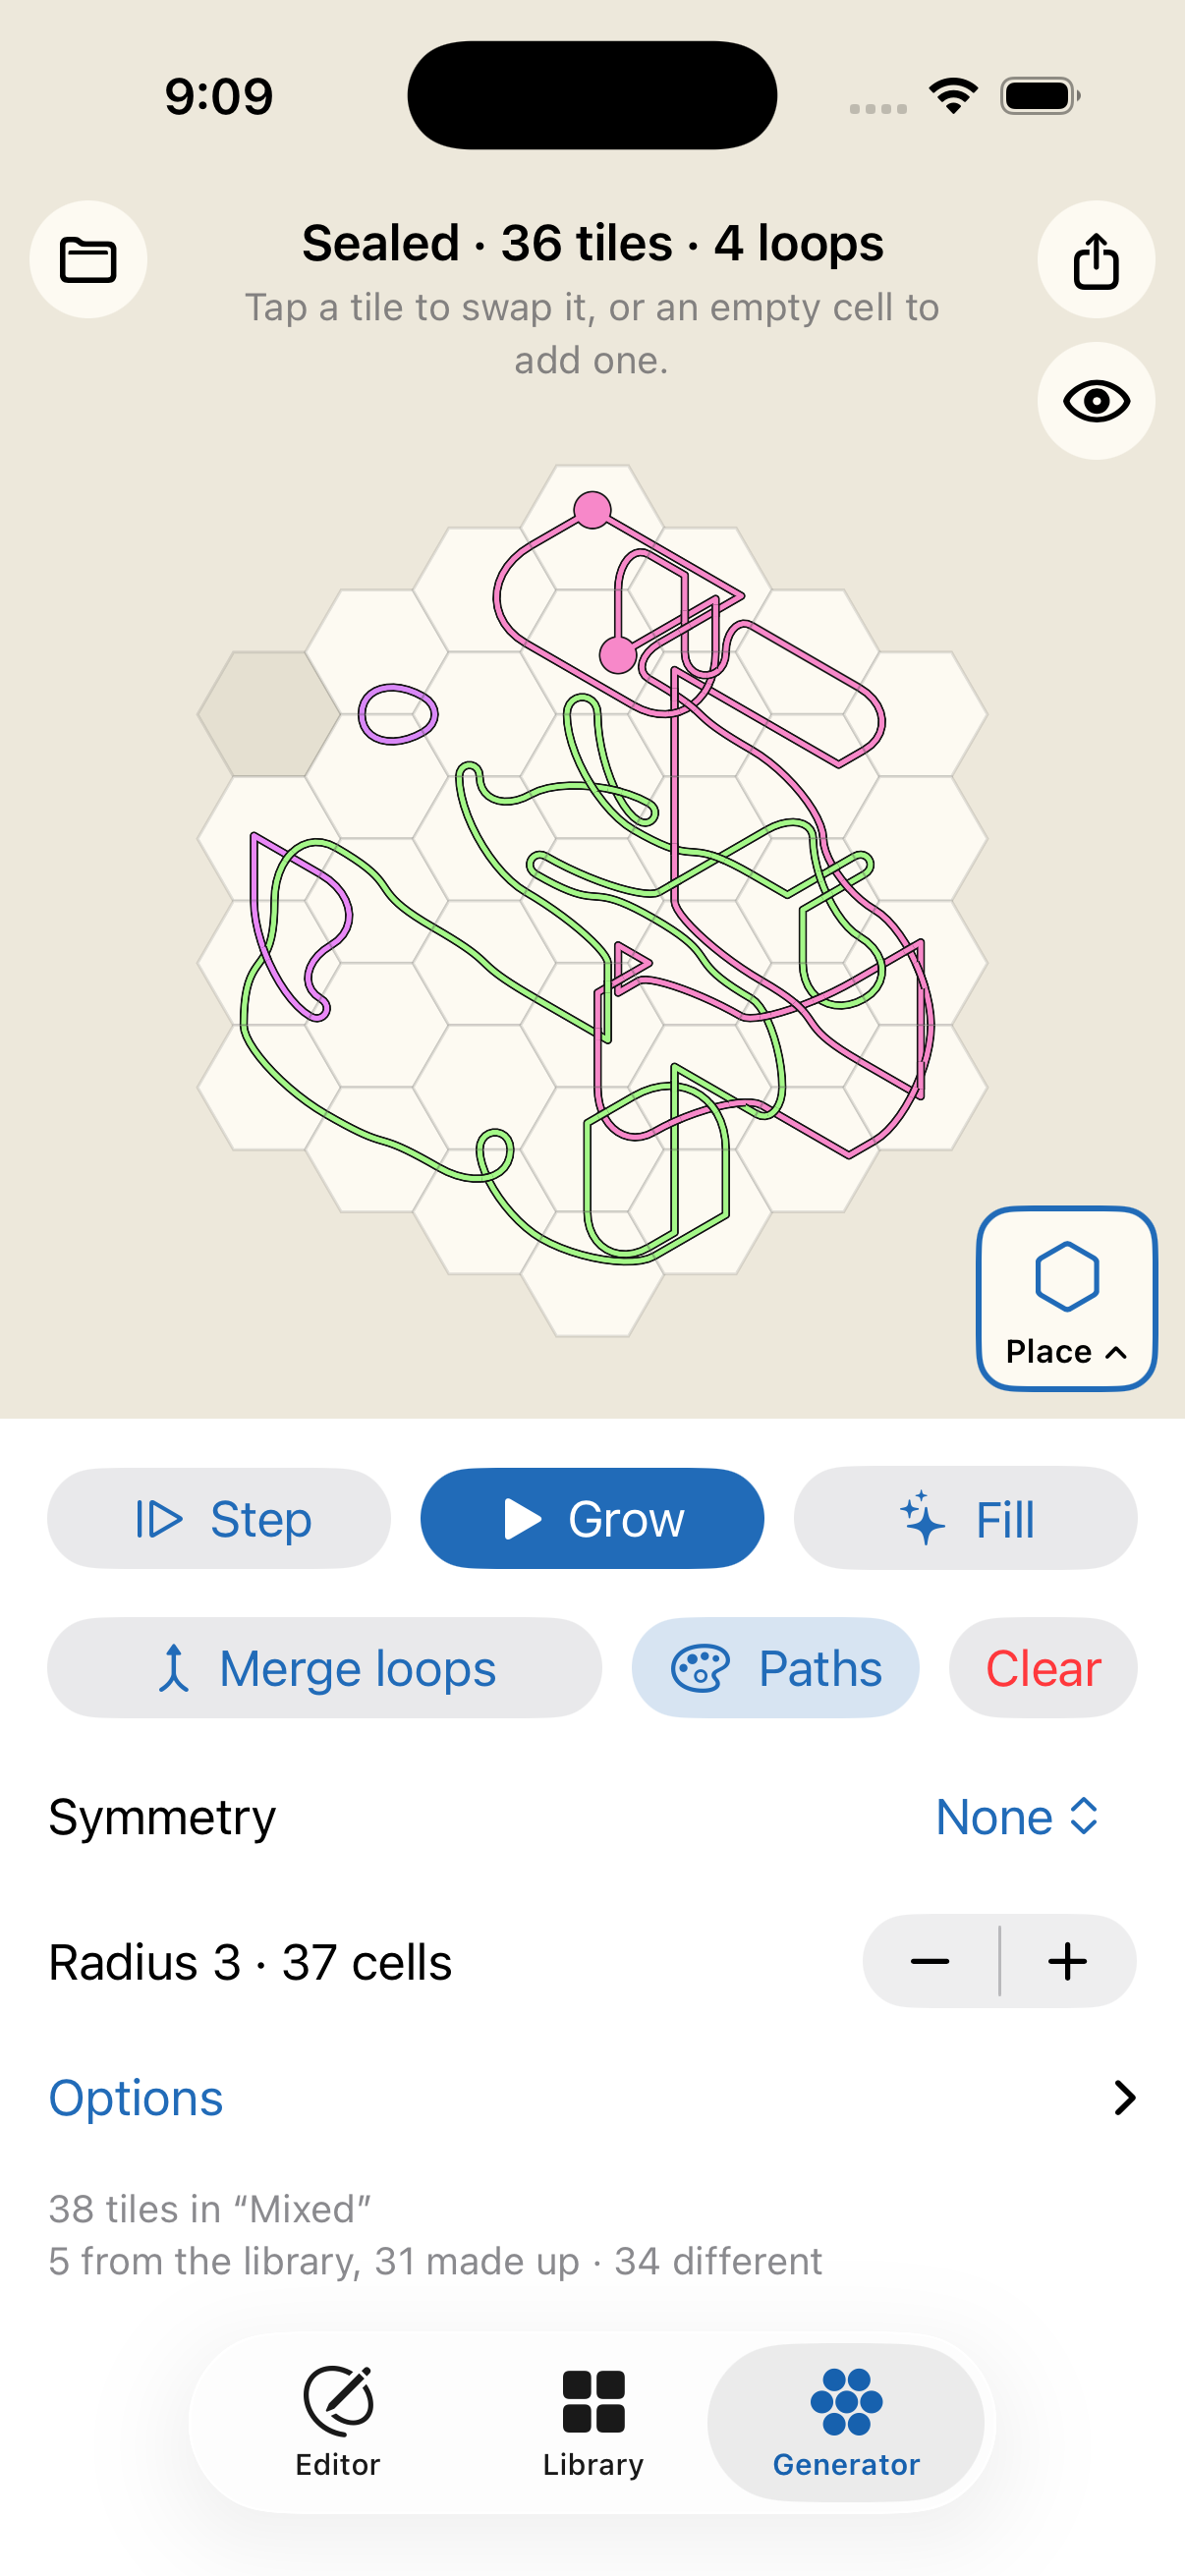 9:09
Sealed · 36 tiles · 4 loops
Tap a tile to swap it, or an empty cell to
add one.
Place
Step
Grow
Fill
Merge loops
Paths
Clear
Symmetry
None
Radius 3 · 37 cells
Options
38 tiles in “Mixed”
5 from the library, 31 made up · 34 different
Editor
Library
Generator